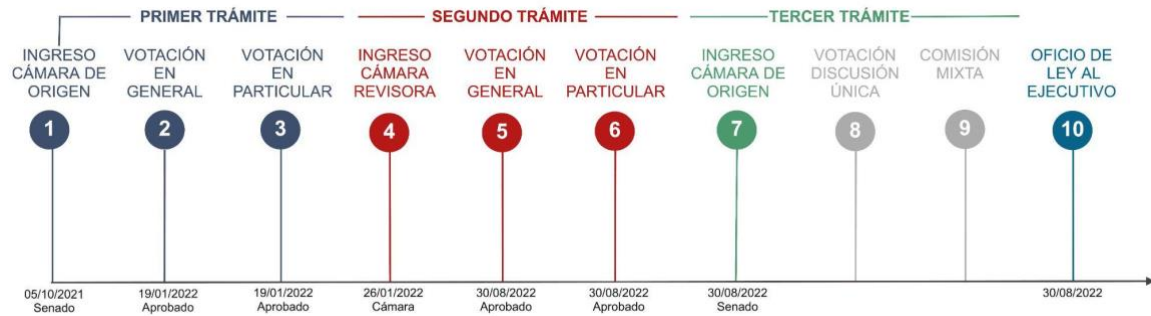 PRIMER TRÁMITE
SEGUNDO TRÁMITE
TERCER TRÁMITE
INGRESO
CÁMARA DE
ORIGEN
VOTACIÓN
EN
GENERAL
VOTACIÓN
EN
PARTICULAR
INGRESO
CÁMARA
REVISORA
VOTACIÓN
EN
GENERAL
VOTACIÓN
EN
PARTICULAR
INGRESO
CÁMARA DE
ORIGEN
VOTACIÓN
DISCUSIÓN
ÚNICA
COMISIÓN
MIXTA
OFICIO DE
LEY AL
EJECUTIVO
1
2
3
4
5
6
7
8
9
10
05/10/2021
Senado
19/01/2022
Aprobado
19/01/2022
Aprobado
26/01/2022
Cámara
30/08/2022
Aprobado
30/08/2022
Aprobado
30/08/2022
Senado
30/08/2022